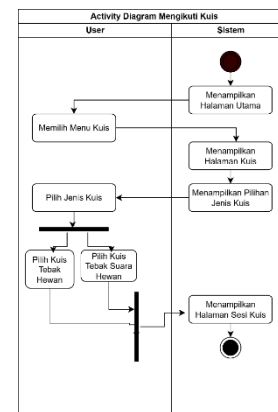 Activity Diagram Mengikuti Kuis
User
Sistem
Menampilkan
Halaman Utama
Memilih Menu Kuis
Menampilkan
Halaman Kuis
Pilih Jenis Kuis
Menampilkan Pilihan
Jenis Kuis
Pilih Kuis
Tebak
Hewan
Pilih Kuis
Tebak Suara
Hewan
Menampilkan
Halaman Sesi Kuis